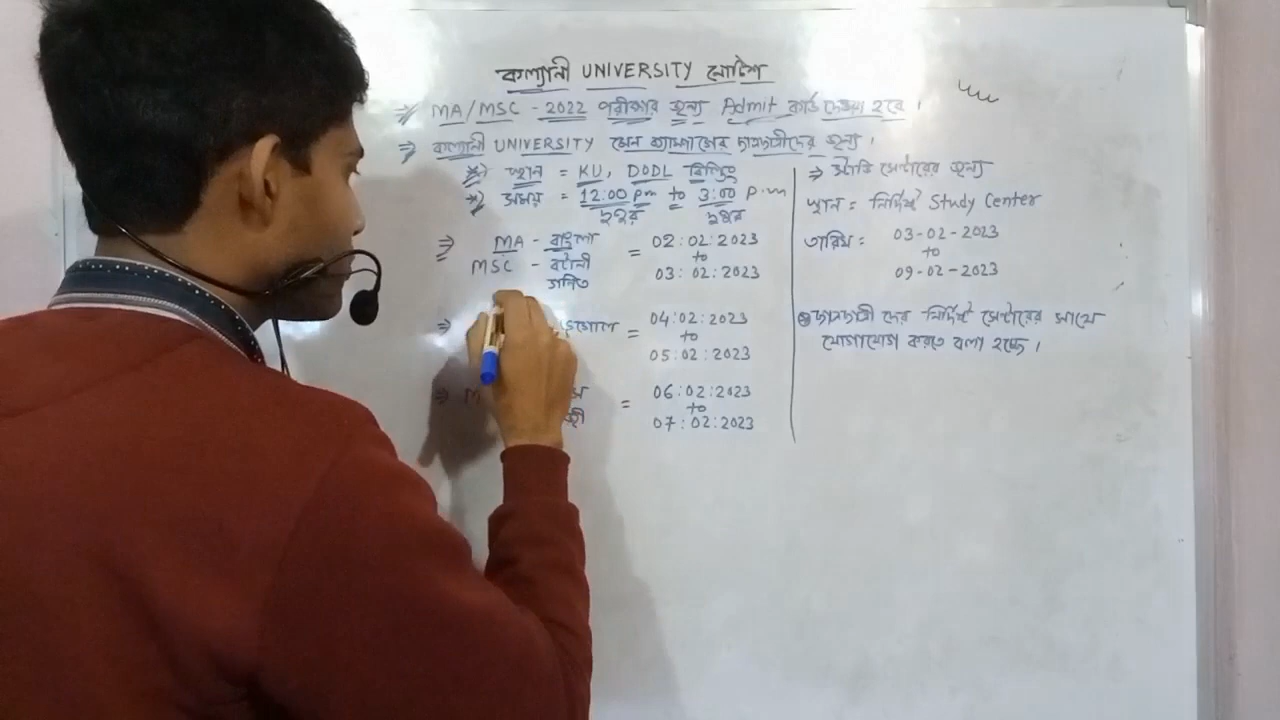 কল্যানী UNIVERSITY নোটিশ
⇒ MA/MSC - 2022 পরীক্ষার জন্য Admit কার্ড দেওয়া হবে।
⇒ কল্যানী UNIVERSITY মেন ক্যাম্পাসের ছাত্রছাত্রীদের জন্য।
স্থান = KU, DODL বিল্ডিং
সময় = 12:00 pm to 3:00 p.m
দুপুর দুপুর
⇒ MA - বাংলা = 02:02:2023
MSC - বটানী to
গনিত 03:02:2023
⇒ ভূগোল = 04:02:2023
to
05:02:2023
⇒ M = 06:02:2023
to
07:02:2023
⇒ স্টাডি সেন্টারের জন্য
স্থান: নির্দিষ্ট Study Center
তারিখ: 03-02-2023
to
09-02-2023
ছাত্রছাত্রী দের নির্দিষ্ট সেন্টারের সাথে
যোগাযোগ করতে বলা হচ্ছে।